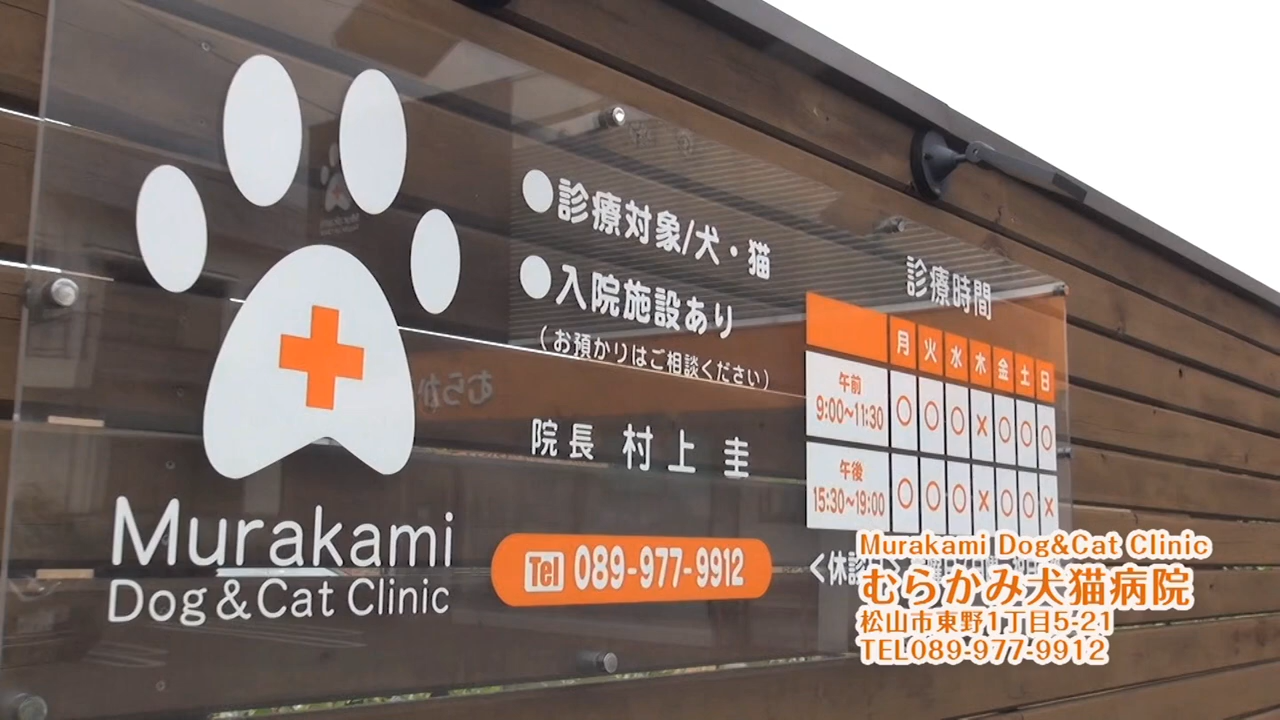 ●診療対象/犬・猫
●入院施設あり
(お預かりはご相談ください)
院長 村上 圭
Tel 089-977-9912
Murakami
Dog&Cat Clinic
診療時間
月 火 水 木 金 土 日
午前
9:00~11:30 ○ ○ ○ × ○ ○ ○
午後
15:30~19:00 ○ ○ ○ × ○ ○ ×
<休診
Murakami Dog&Cat Clinic
むらかみ犬猫病院
松山市東野1丁目5-21
TEL089-977-9912